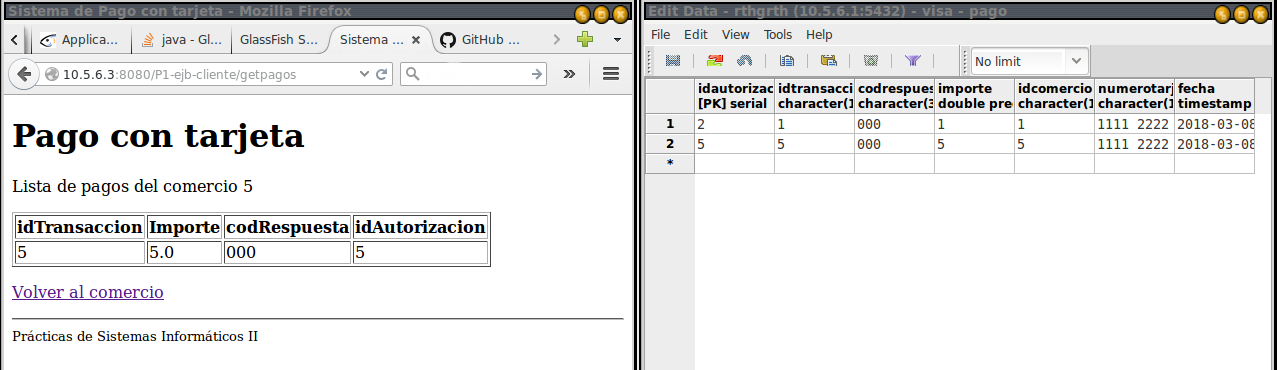 Sistema de Pago con tarjeta - Mozilla Firefox
Applica... java - Gl... GlassFish S... Sistema ... GitHub ...
10.5.6.3:8080/P1-ejb-cliente/getpagos
Pago con tarjeta
Lista de pagos del comercio 5
idTransaccion Importe codRespuesta idAutorizacion
5 5.0 000 5
Volver al comercio
Prácticas de Sistemas Informáticos II
Edit Data - rthgrth (10.5.6.1:5432) - visa - pago
File Edit View Tools Help
No limit
idautorizac idtransacci codrespues importe idcomercio numerotarj fecha
[PK] serial character(1 character(3 double pre character(1 character(1 timestamp
1 2 1 000 1 1 1111 2222 2018-03-08
2 5 5 000 5 5 1111 2222 2018-03-08
*